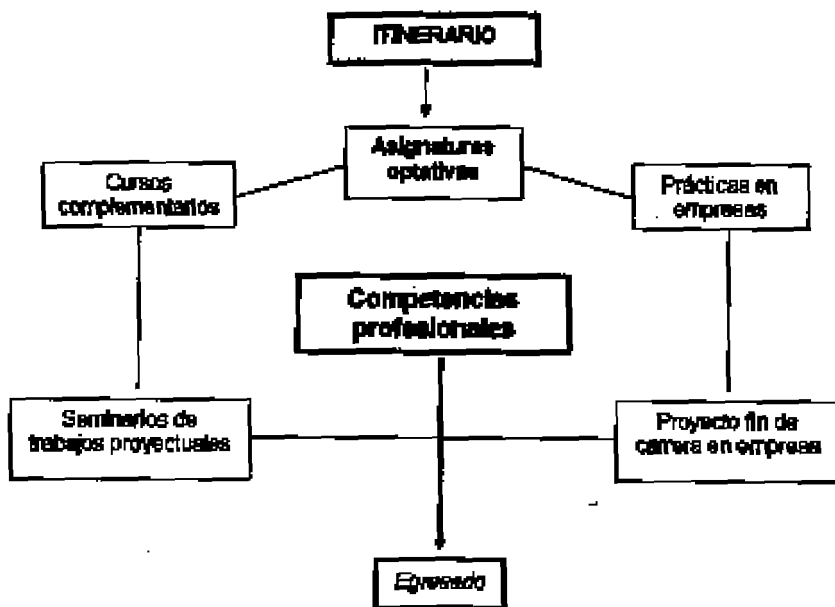 ITINERARIO
Asignaturas
optativas
Cursos
complementarios
Prácticas en
empresas
Competencias
profesionales
Seminarios de
trabajos proyectuales
Proyecto fin de
carrera en empresa
Egresado